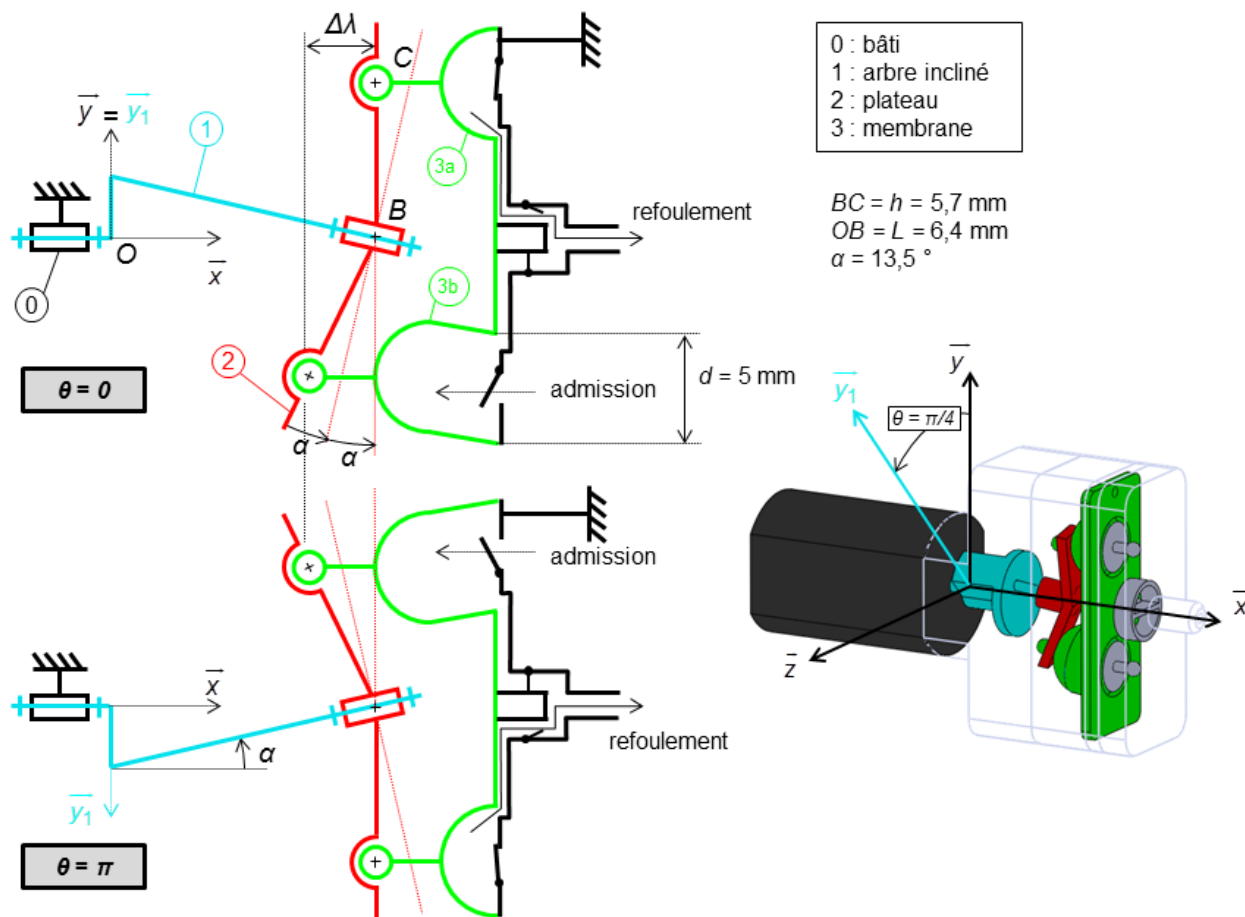 Δλ
C
y = y1
1
3a
B
refoulement
O
x
0
3b
2
θ = 0
admission
d = 5 mm
α
α
0 : bâti
1 : arbre incliné
2 : plateau
3 : membrane
BC = h = 5,7 mm
OB = L = 6,4 mm
α = 13,5 °
y
y1
θ = π/4
x
z
admission
x
α
refoulement
y1
θ = π